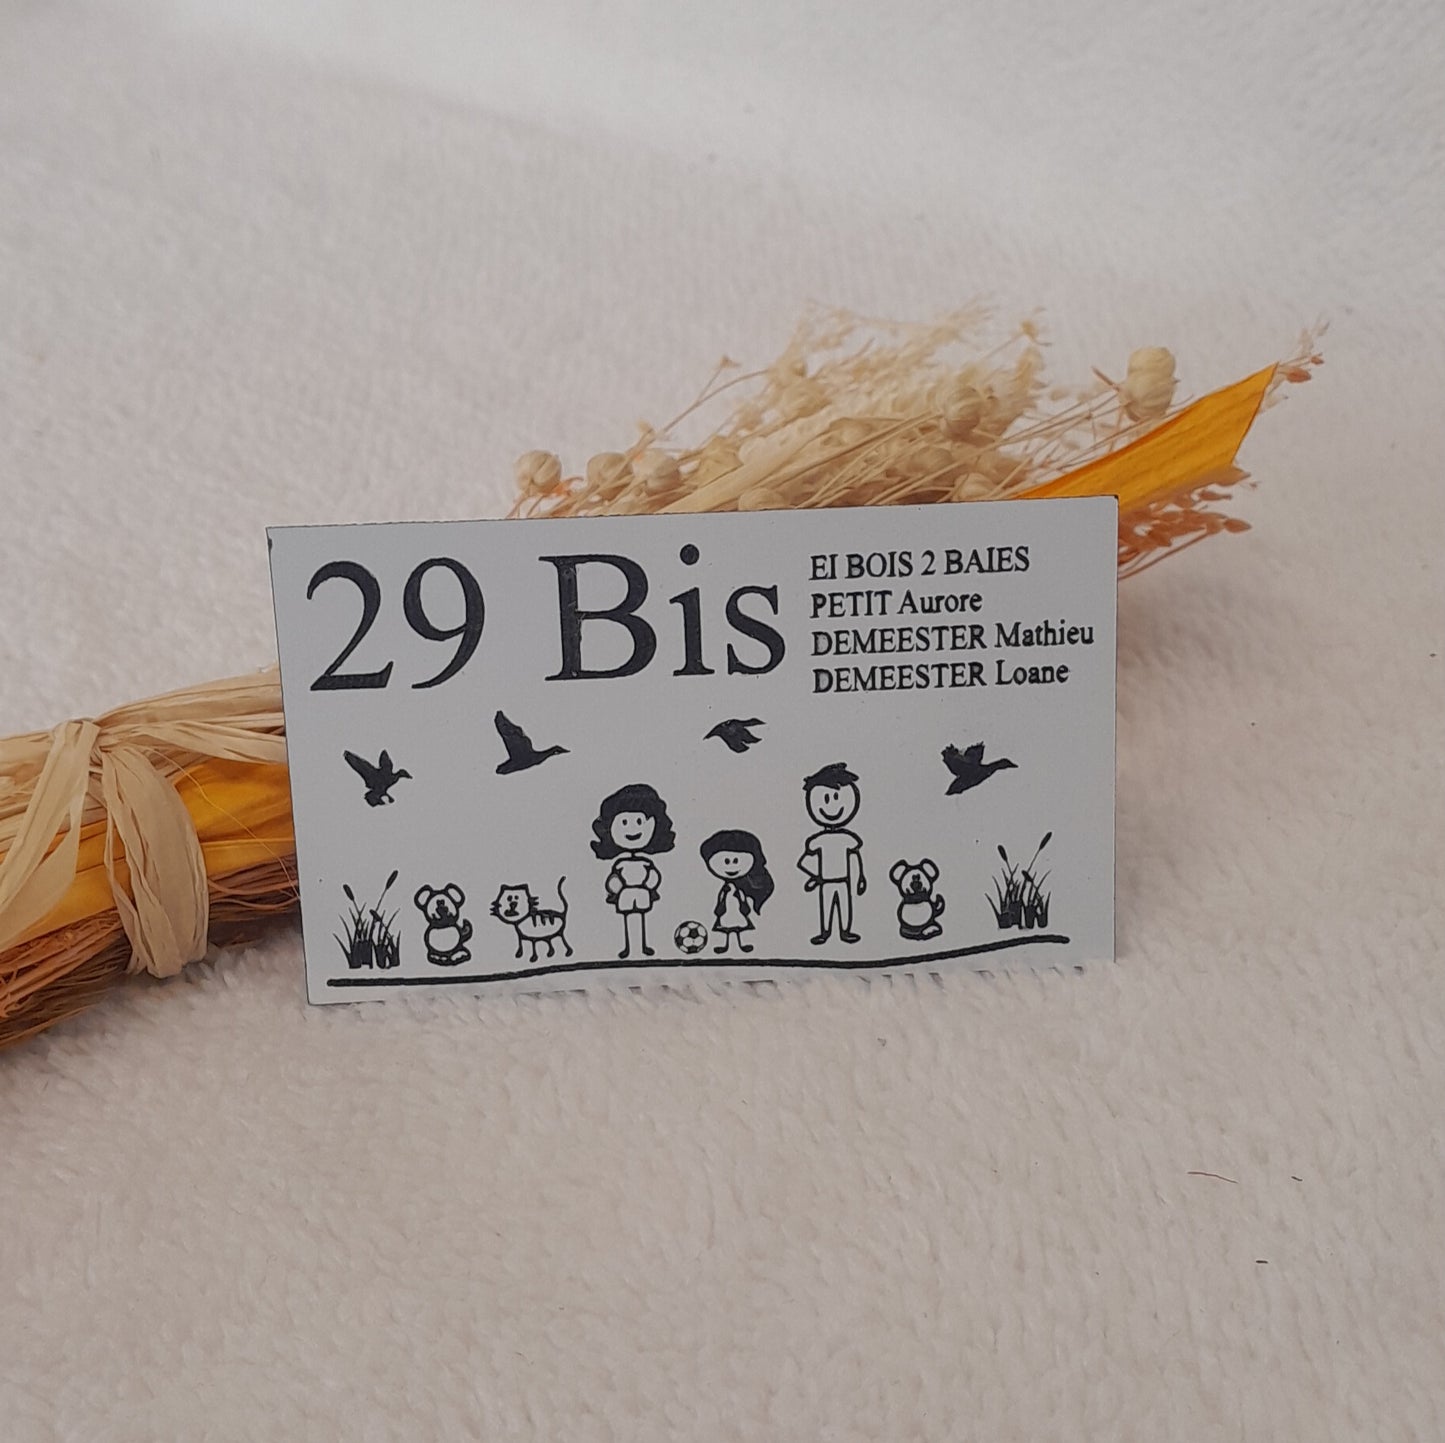 29 Bis
EI BOIS 2 BAIES
PETIT Aurore
DEMEESTER Mathieu
DEMEESTER Loane